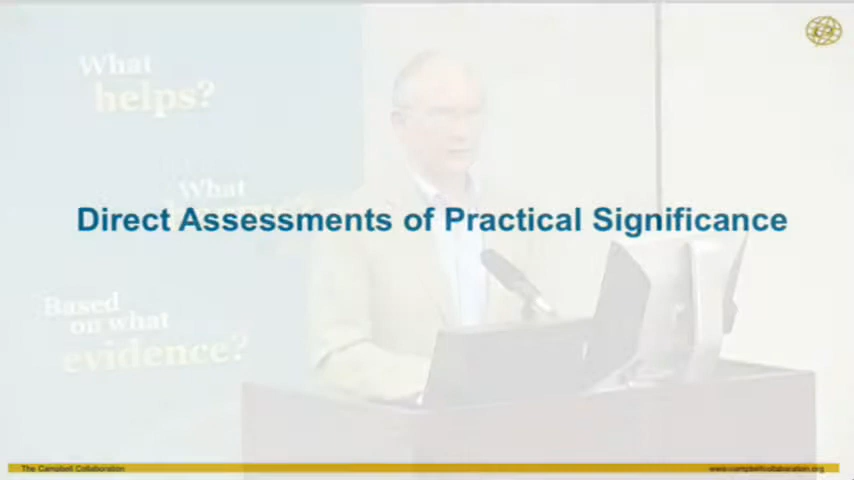 What
helps?
What
Direct Assessments of Practical Significance
Based
on what
evidence?
The Campbell Collaboration
www.campbellcollaboration.org